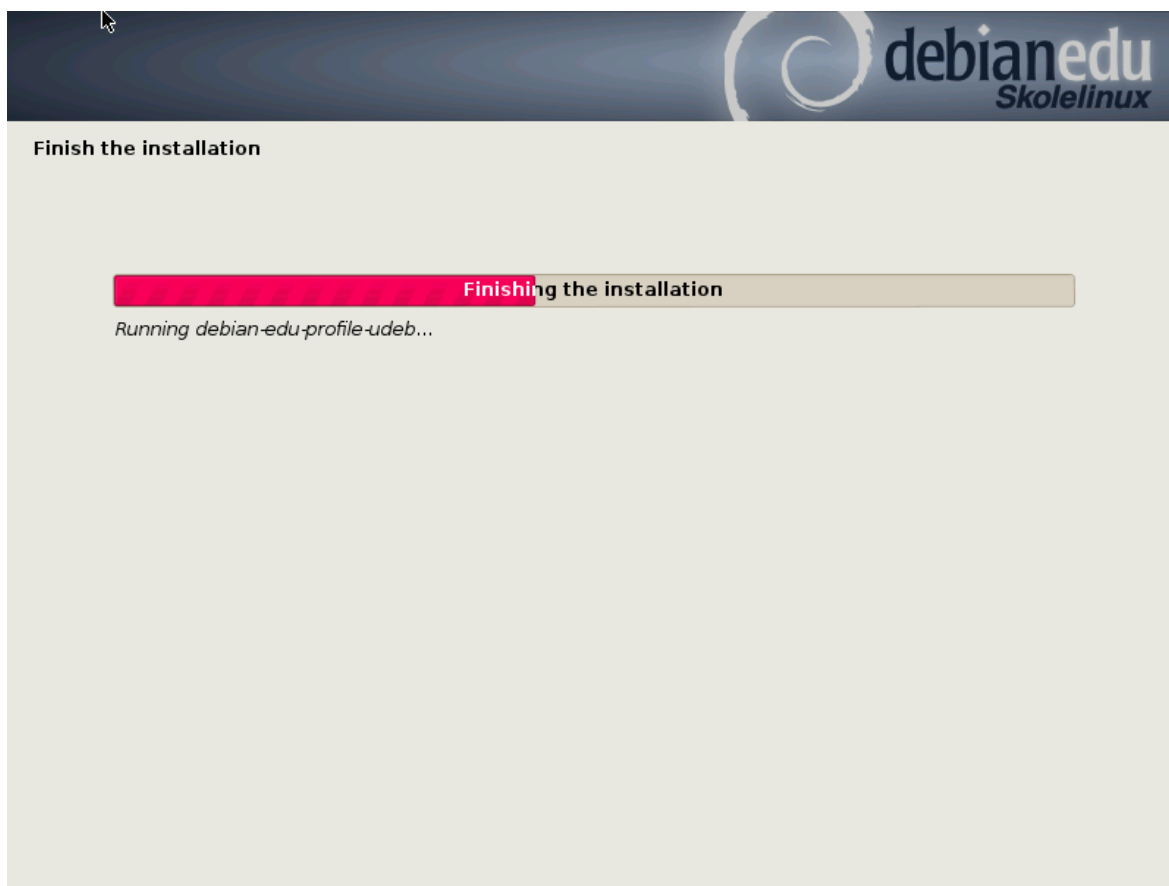 debianedu
Skolelinux
Finish the installation
Finishing the installation
Running debian-edu-profile-udeb...